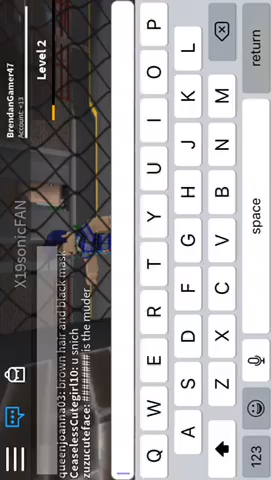 BrendanGamer47
Account: <13
Level 2
X19sonicFAN
queenjoanna03: brown hair and black mask
CeaselessCutegirl10: u snich
zuzucuteface: ######## is the muder
Q W E R T Y U I O P
A S D F G H J K L
Z X C V B N M
123
space
return